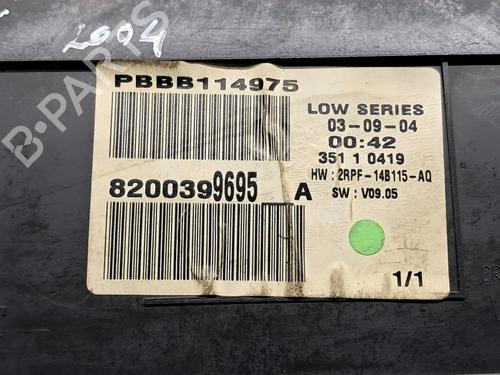 2004
PBBB114975
LOW SERIES
03-09-04
00:42
351 1 0419
HW : 2RPF-14B115-AQ
SW : V09.05
8200399695 A
1/1
B-PARTS